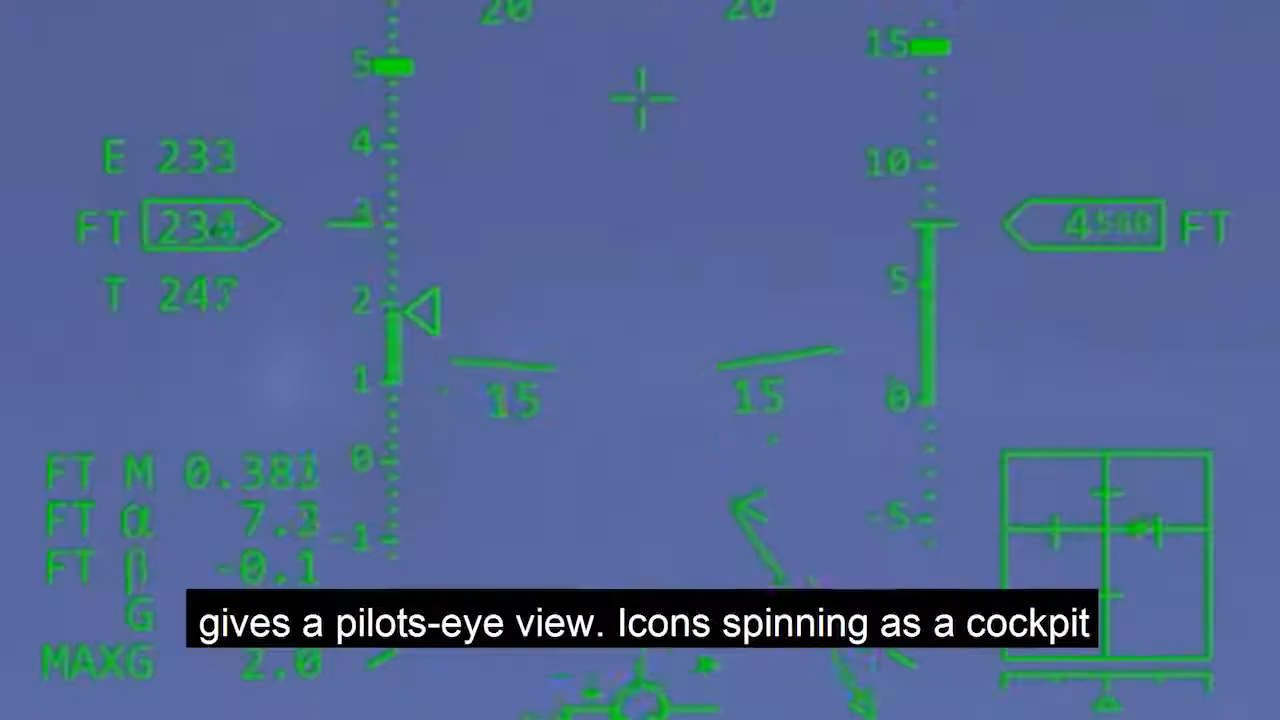 20 20
5 15
4
E 233 10
FT 234 3 4500 FT
T 247 2 5
1 15 15 0
FT M 0.381 0
FT α 7.3 -1 -5
FT β -0.1
G
gives a pilots-eye view. Icons spinning as a cockpit
MAXG 2.0